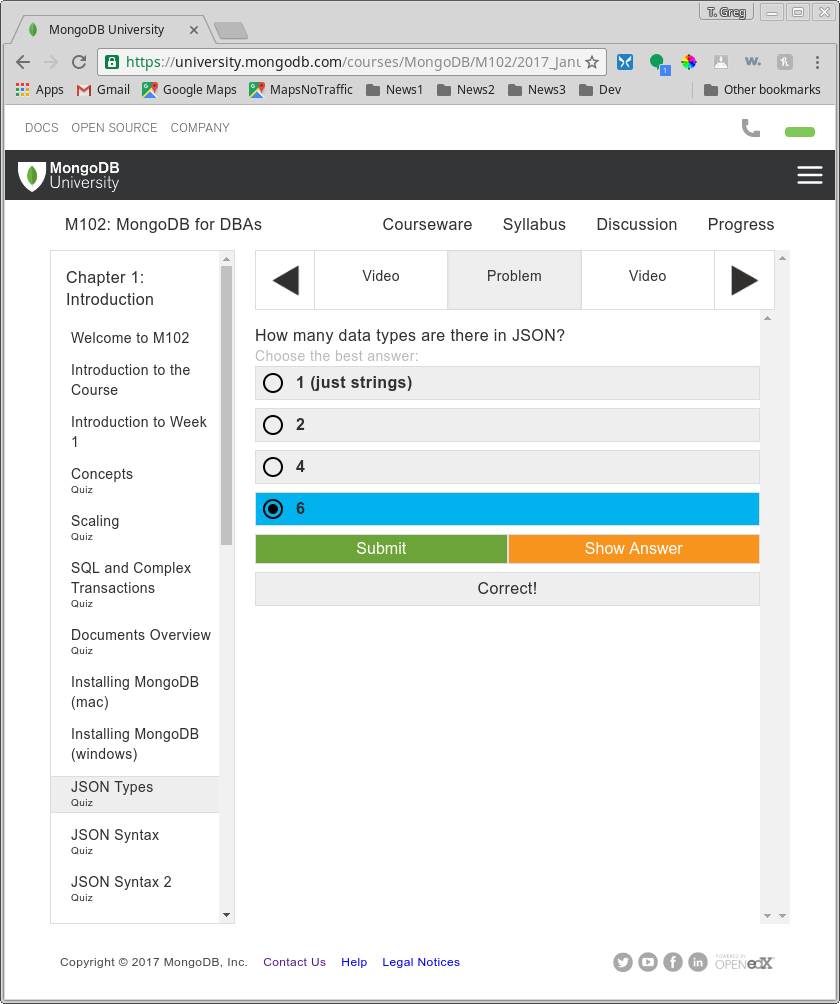 T. Greg
MongoDB University
https://university.mongodb.com/courses/MongoDB/M102/2017_Janu
1
w.
Apps Gmail Google Maps MapsNoTraffic News1 News2 News3 Dev Other bookmarks
DOCS OPEN SOURCE COMPANY
MongoDB
University
M102: MongoDB for DBAs Courseware Syllabus Discussion Progress
Chapter 1:
Introduction
Welcome to M102
Introduction to the
Course
Introduction to Week
1
Concepts
Quiz
Scaling
Quiz
SQL and Complex
Transactions
Quiz
Documents Overview
Quiz
Installing MongoDB
(mac)
Installing MongoDB
(windows)
JSON Types
Quiz
JSON Syntax
Quiz
JSON Syntax 2
Quiz
Video Problem Video
How many data types are there in JSON?
Choose the best answer:
1 (just strings)
2
4
6
Submit Show Answer
Correct!
Copyright © 2017 MongoDB, Inc. Contact Us Help Legal Notices
POWERED BY
OPEN edX